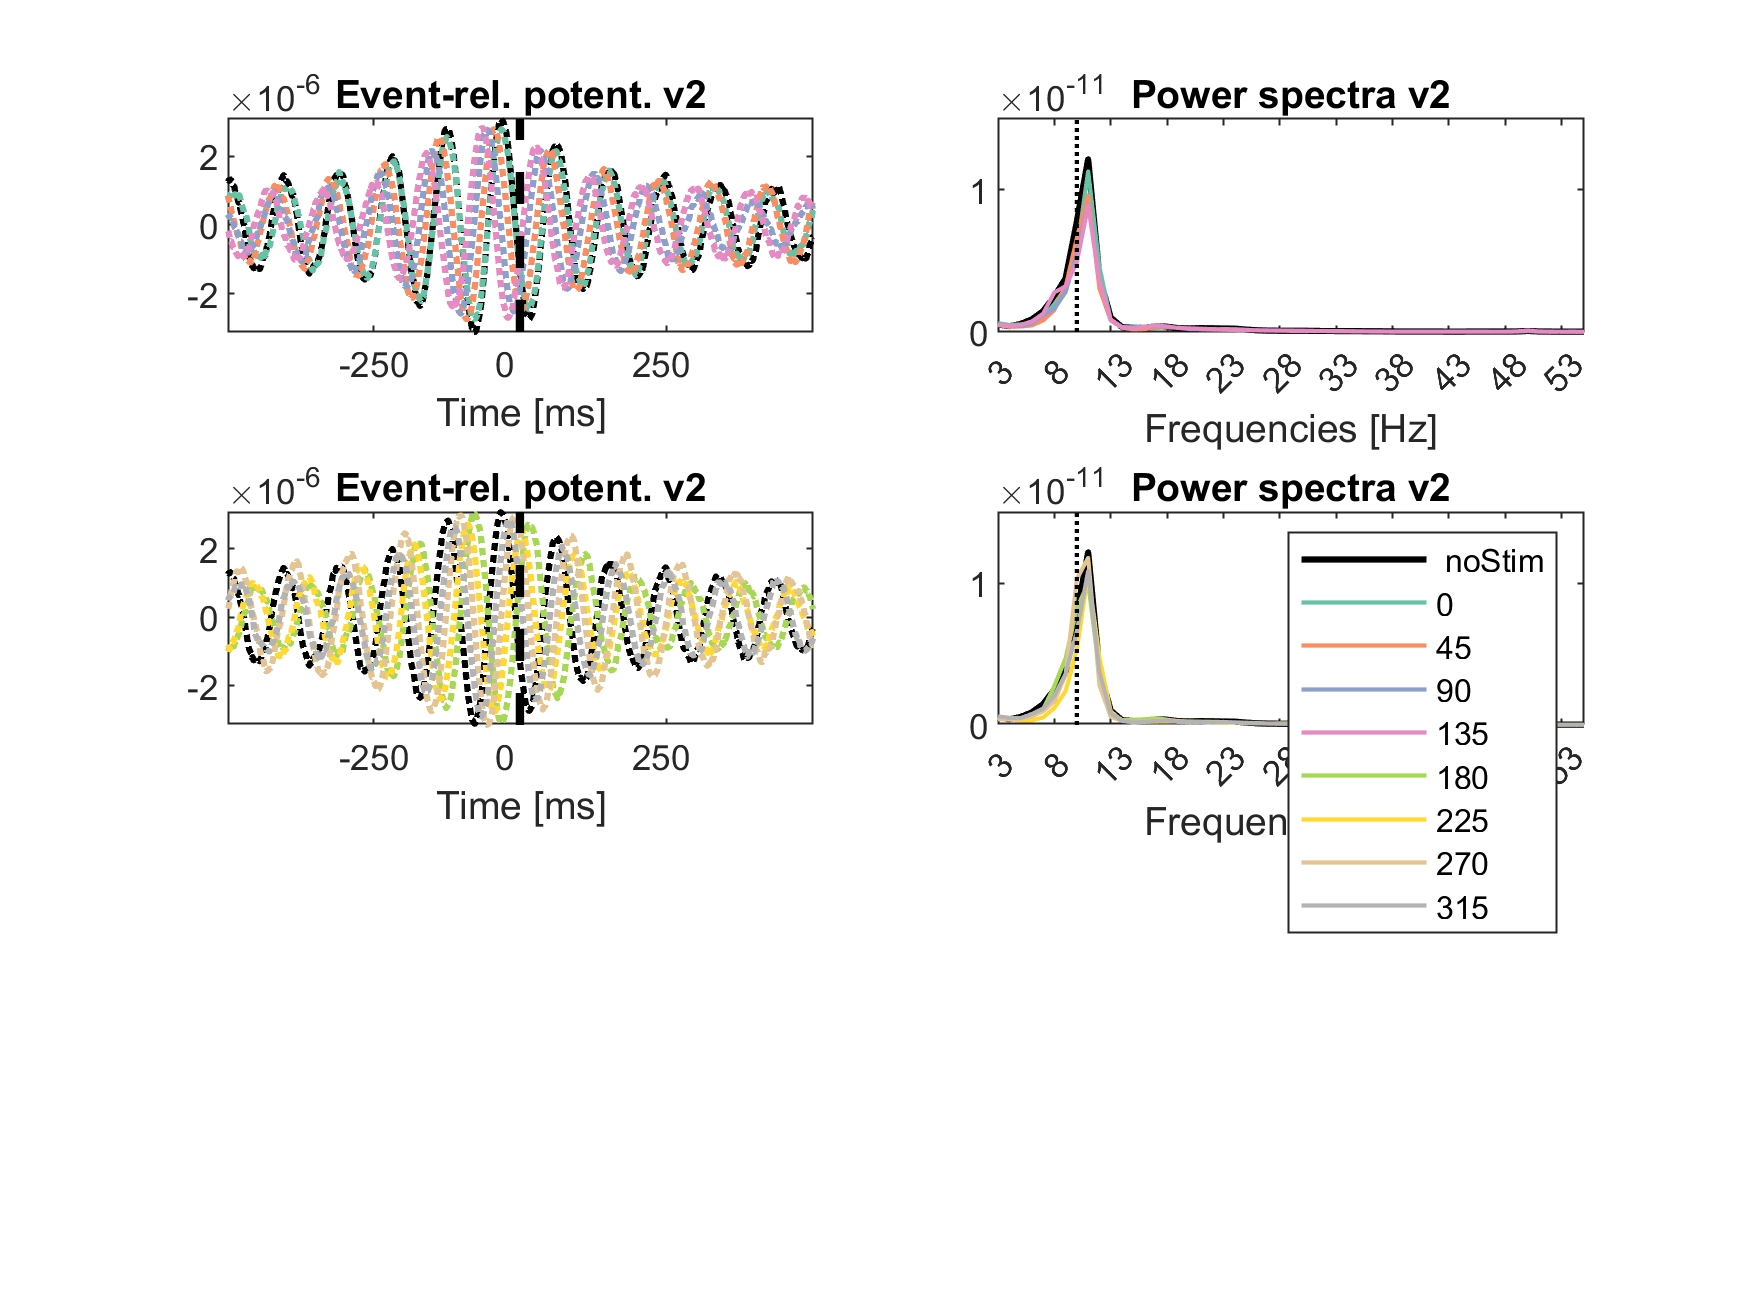 ×10-6 Event-rel. potent. v2
2
0
-2
-250 0 250
Time [ms]
×10-11 Power spectra v2
1
0
3 8 13 18 23 28 33 38 43 48 53
Frequencies [Hz]
×10-6 Event-rel. potent. v2
2
0
-2
-250 0 250
Time [ms]
×10-11 Power spectra v2
1
0
3 8 13 18 23
Frequen
noStim
0
45
90
135
180
225
270
315